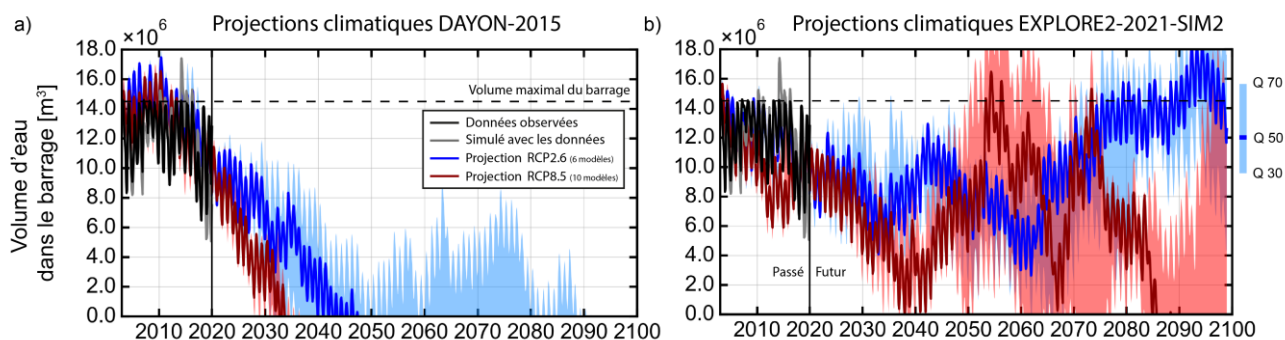 a) Projections climatiques DAYON-2015
×10⁶
18.0
16.0
14.0
12.0
10.0
8.0
6.0
4.0
2.0
0.0
Volume d'eau
dans le barrage [m³]
Volume maximal du barrage
Données observées
Simulé avec les données
Projection RCP2.6 (6 modèles)
Projection RCP8.5 (10 modèles)
2010 2020 2030 2040 2050 2060 2070 2080 2090 2100
b) Projections climatiques EXPLORE2-2021-SIM2
×10⁶
18.0
16.0
14.0
12.0
10.0
8.0
6.0
4.0
2.0
0.0
Passé Futur
2010 2020 2030 2040 2050 2060 2070 2080 2090 2100
Q 70
Q 50
Q 30